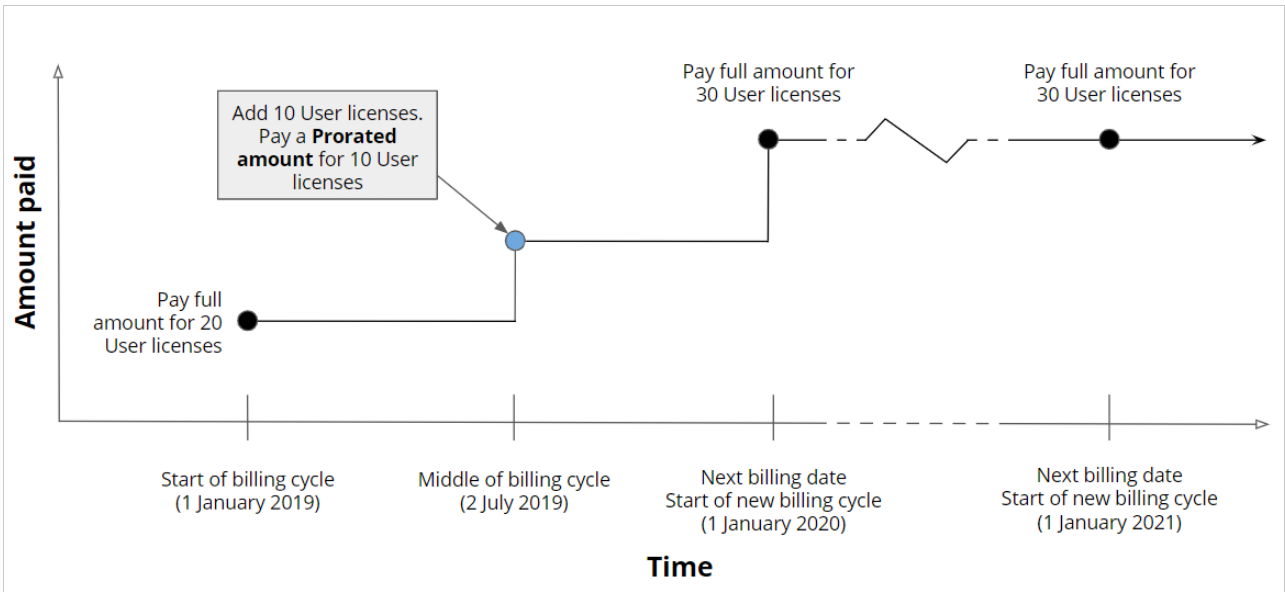 Pay full amount for
30 User licenses
Pay full amount for
30 User licenses
Add 10 User licenses.
Pay a Prorated
amount for 10 User
licenses
Amount paid
Pay full
amount for 20
User licenses
Start of billing cycle
(1 January 2019)
Middle of billing cycle
(2 July 2019)
Next billing date
Start of new billing cycle
(1 January 2020)
Next billing date
Start of new billing cycle
(1 January 2021)
Time